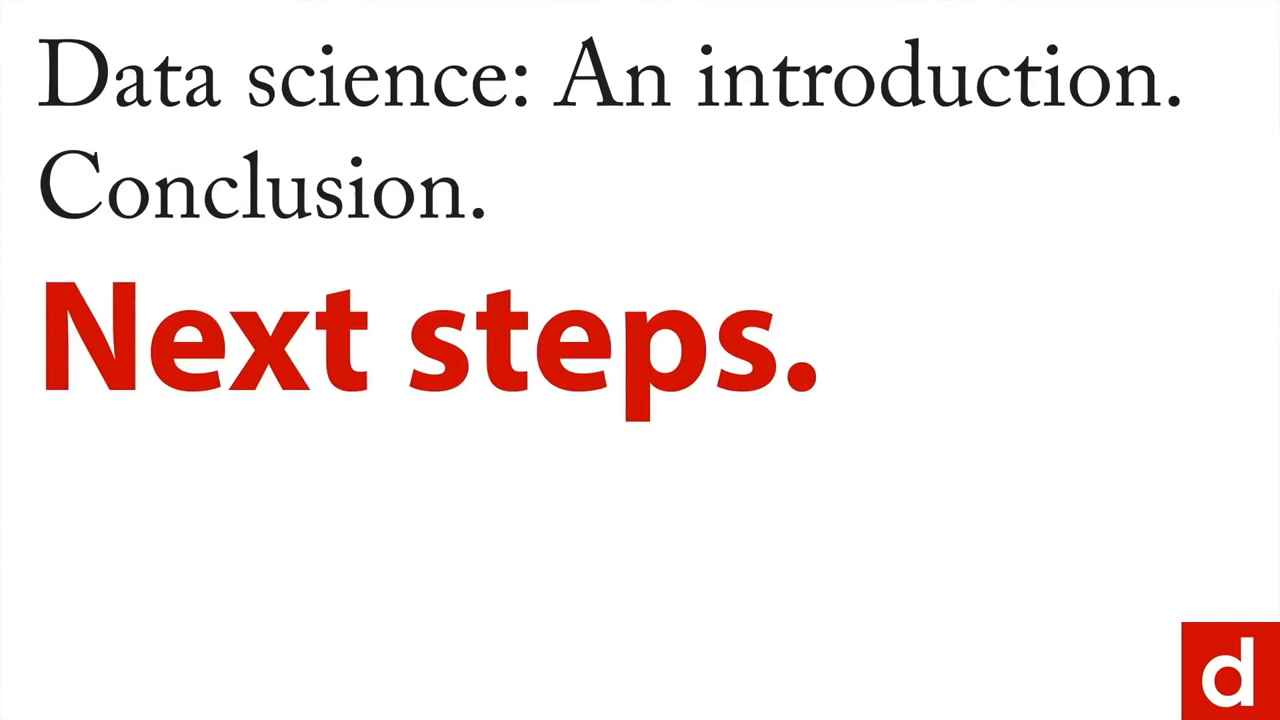 Data science: An introduction.
Conclusion.
Next steps.
d